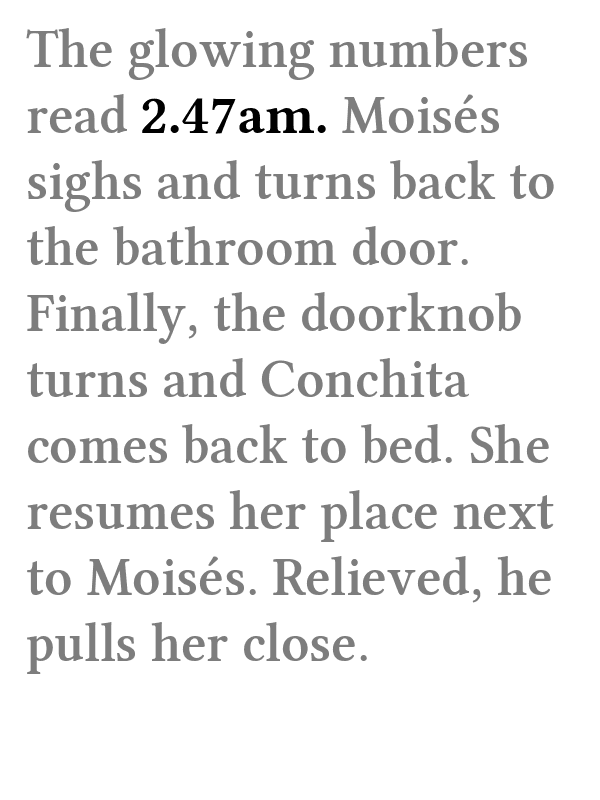 The glowing numbers
read 2.47am. Moisés
sighs and turns back to
the bathroom door.
Finally, the doorknob
turns and Conchita
comes back to bed. She
resumes her place next
to Moisés. Relieved, he
pulls her close.